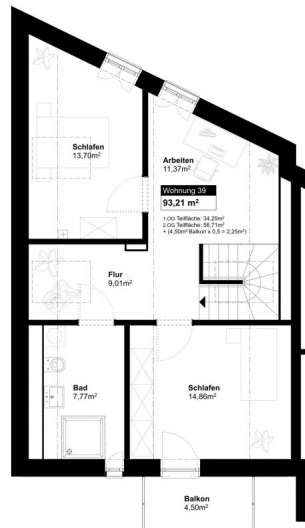 Schlafen
13,70m²
Arbeiten
11,37m²
Wohnung 39
93,21 m²
1.OG Teilfläche: 34,25m²
2.OG Teilfläche: 56,71m²
+ (4,50m² Balkon x 0,5 = 2,25m²)
Flur
9,01m²
Bad
7,77m²
Schlafen
14,86m²
Balkon
4,50m²